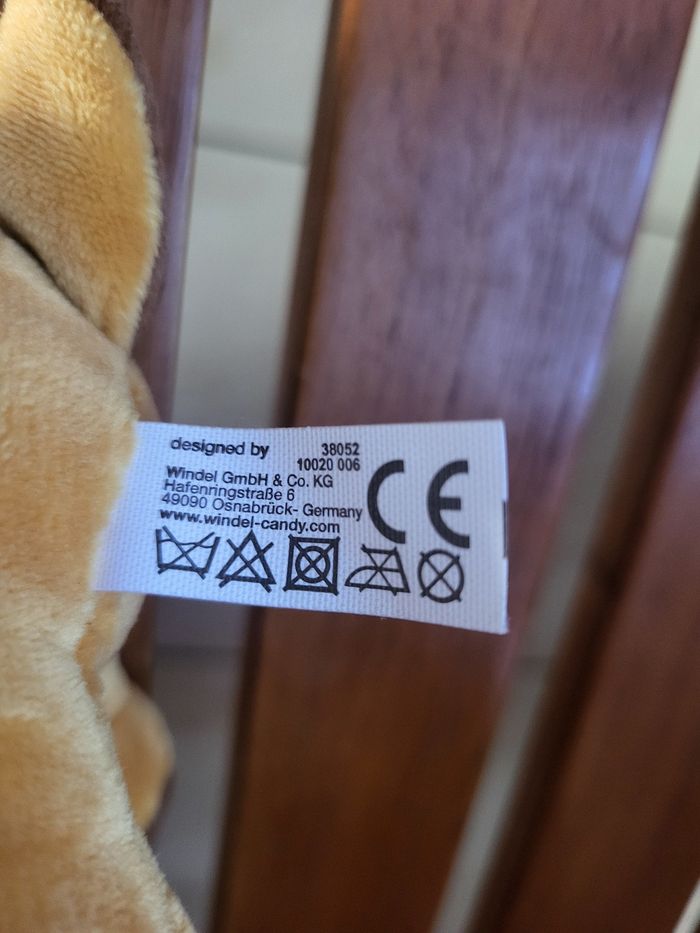 designed by 38052
10020 006
Windel GmbH & Co. KG
Hafenringstraße 6
49090 Osnabrück- Germany
www.windel-candy.com
CE